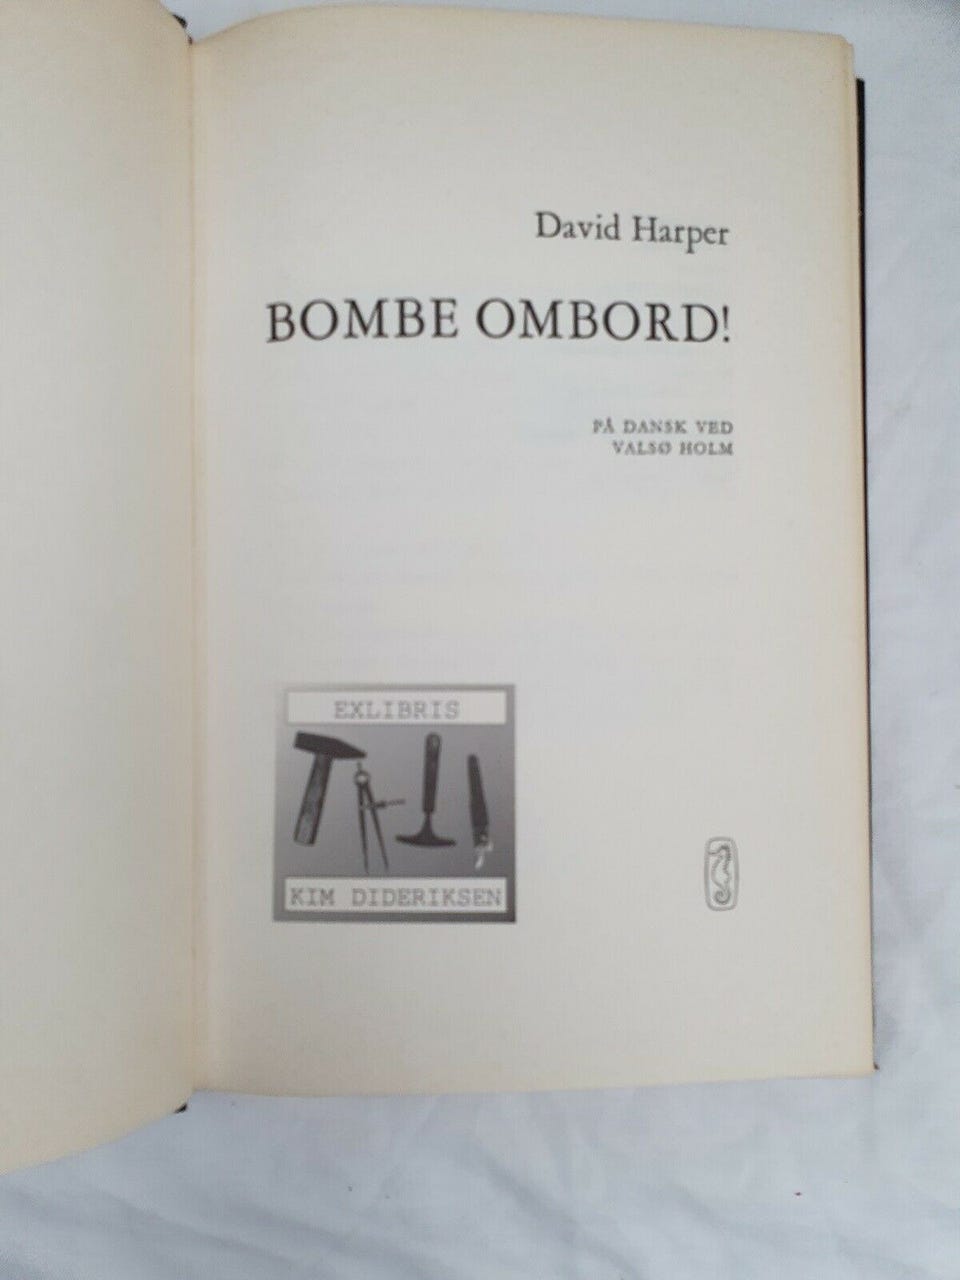 David Harper
BOMBE OMBORD!
PÅ DANSK VED
VALSØ HOLM
EXLIBRIS
KIM DIDERIKSEN